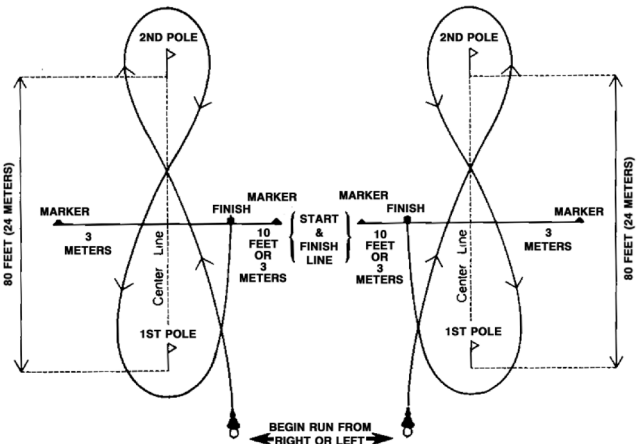 2ND POLE
2ND POLE
80 FEET (24 METERS)
80 FEET (24 METERS)
MARKER
3
METERS
FINISH
MARKER
10
FEET
OR
3
METERS
START
&
FINISH
LINE
MARKER
10
FEET
OR
3
METERS
FINISH
MARKER
3
METERS
Center Line
Center Line
1ST POLE
1ST POLE
BEGIN RUN FROM
RIGHT OR LEFT